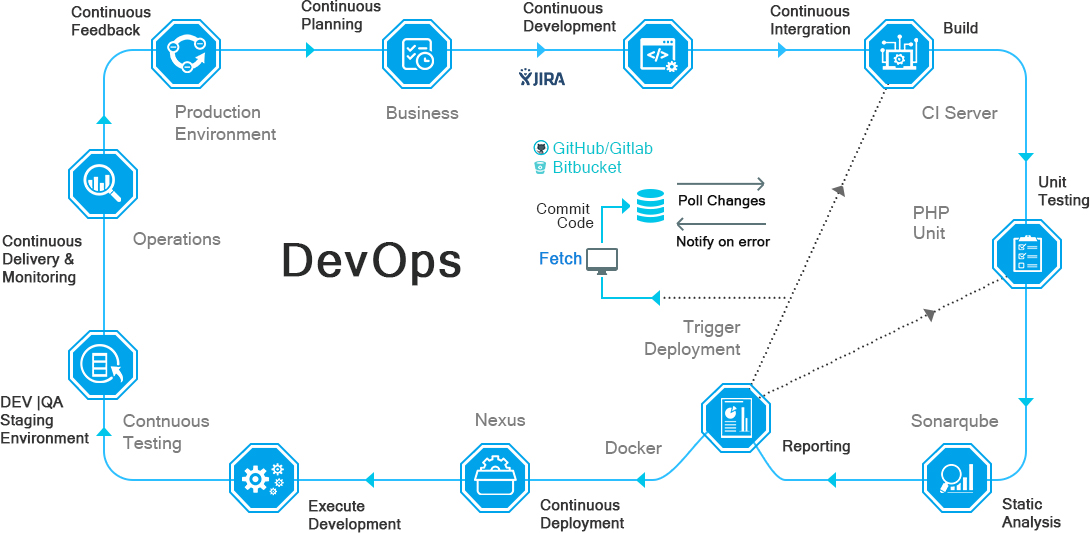 Continuous
Feedback
Continuous
Planning
Continuous
Development
Continuous
Intergration
Build
JIRA
Production
Environment
Business
CI Server
GitHub/Gitlab
Bitbucket
Unit
Testing
Poll Changes
Commit
Code
PHP
Unit
Notify on error
Operations
Continuous
Delivery &
Monitoring
DevOps
Fetch
Trigger
Deployment
DEV |QA
Staging
Environment
Contnuous
Testing
Nexus
Docker
Reporting
Sonarqube
Execute
Development
Continuous
Deployment
Static
Analysis